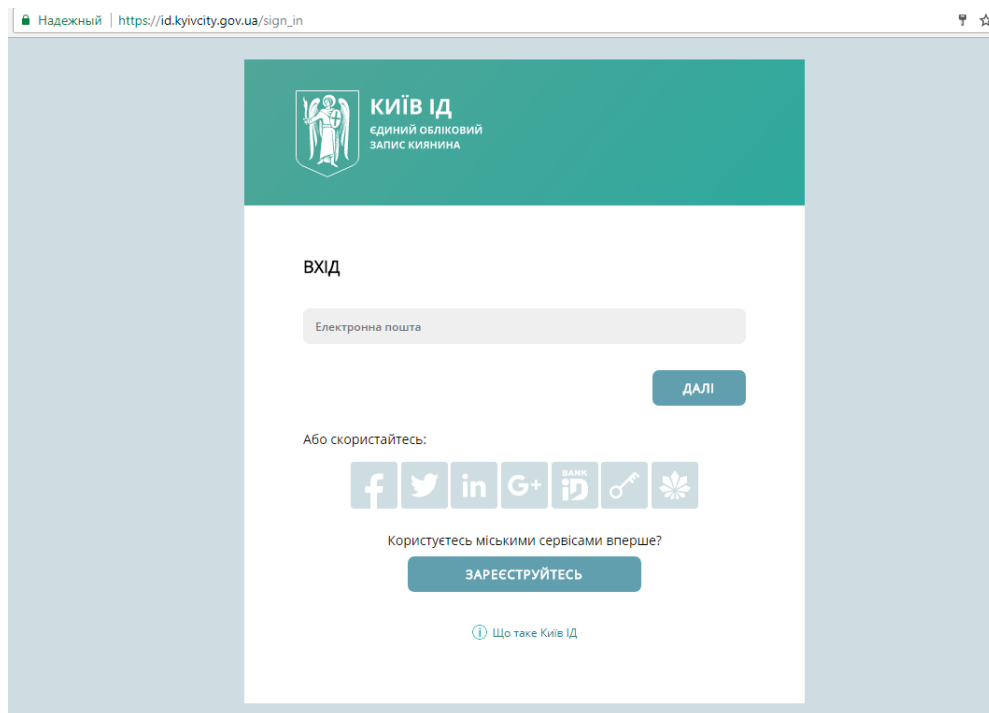 Надежный | https://id.kyivcity.gov.ua/sign_in
КИЇВ ІД
ЄДИНИЙ ОБЛІКОВИЙ
ЗАПИС КИЯНИНА
ВХІД
Електронна пошта
ДАЛІ
Або скористайтесь:
f in G+ BANK iD
Користуєтесь міськими сервісами вперше?
ЗАРЕЄСТРУЙТЕСЬ
i Що таке Київ ІД